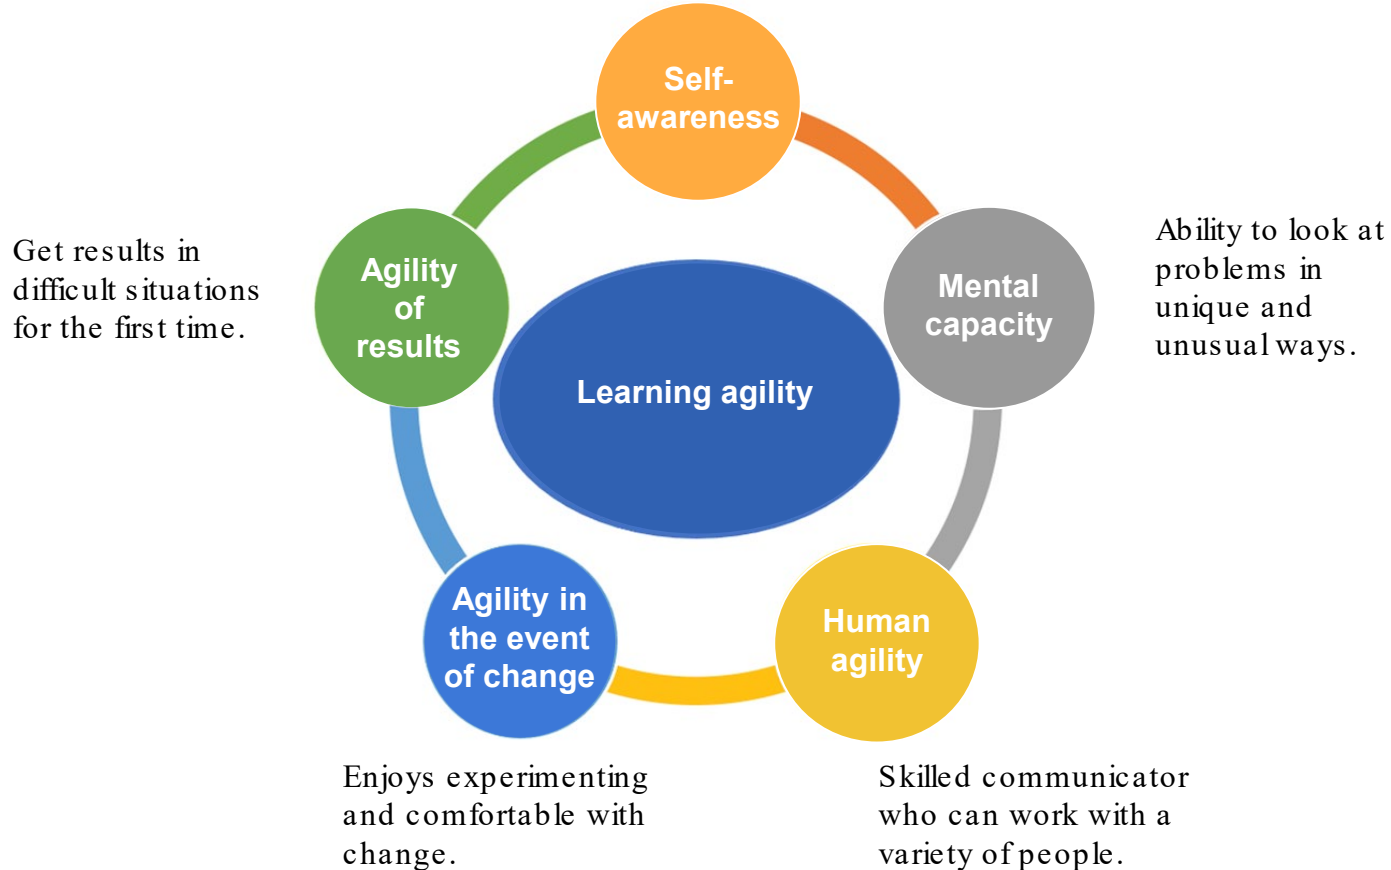 Self-
awareness
Get results in
difficult situations
for the first time.
Agility
of
results
Learning agility
Mental
capacity
Ability to look at
problems in
unique and
unusual ways.
Agility in
the event
of change
Human
agility
Enjoys experimenting
and comfortable with
change.
Skilled communicator
who can work with a
variety of people.